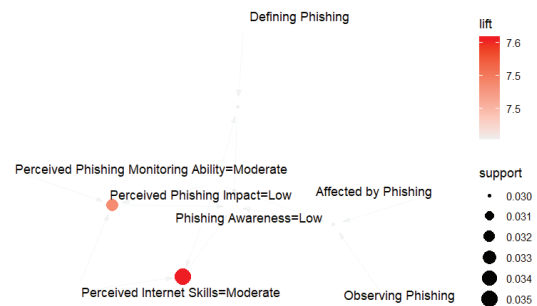 Defining Phishing
Perceived Phishing Monitoring Ability=Moderate
Perceived Phishing Impact=Low
Affected by Phishing
Phishing Awareness=Low
Perceived Internet Skills=Moderate
Observing Phishing
lift
7.6
7.5
7.5
support
0.030
0.031
0.032
0.033
0.034
0.035